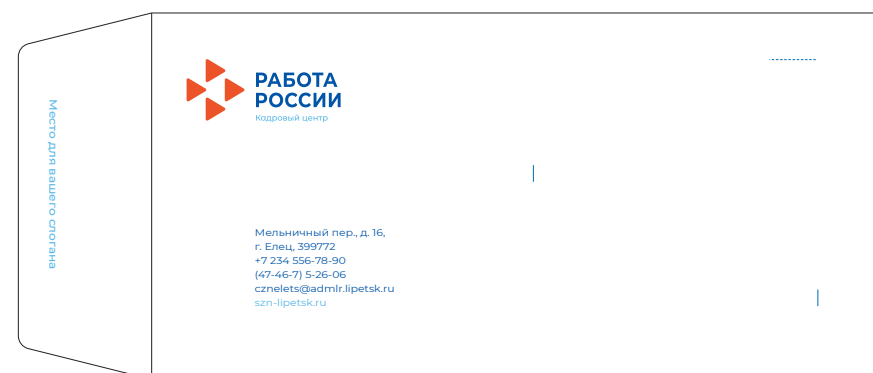 Место для вашего слогана
РАБОТА
РОССИИ
Кадровый центр
Мельничный пер., д. 16,
г. Елец, 399772
+7 234 556-78-90
(47-46-7) 5-26-06
cznelets@admlr.lipetsk.ru
szn-lipetsk.ru